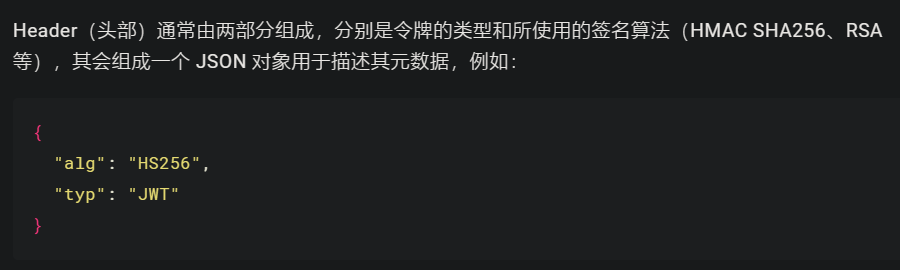 Header（头部）通常由两部分组成，分别是令牌的类型和所使用的签名算法（HMAC SHA256、RSA
等），其会组成一个 JSON 对象用于描述其元数据，例如：
{
  "alg": "HS256",
  "typ": "JWT"
}